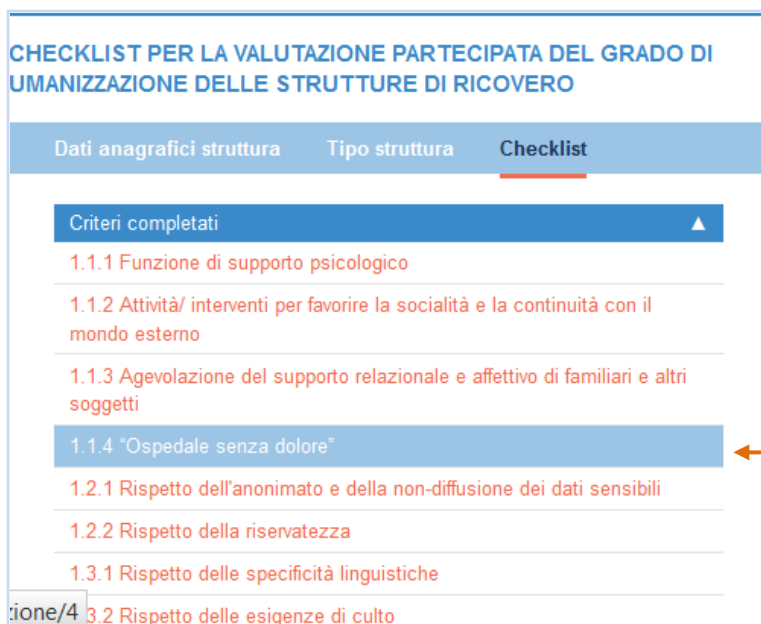 CHECKLIST PER LA VALUTAZIONE PARTECIPATA DEL GRADO DI
UMANIZZAZIONE DELLE STRUTTURE DI RICOVERO
Dati anagrafici struttura Tipo struttura Checklist
Criteri completati ▲
1.1.1 Funzione di supporto psicologico
1.1.2 Attività/ interventi per favorire la socialità e la continuità con il
mondo esterno
1.1.3 Agevolazione del supporto relazionale e affettivo di familiari e altri
soggetti
1.1.4 “Ospedale senza dolore”
1.2.1 Rispetto dell'anonimato e della non-diffusione dei dati sensibili
1.2.2 Rispetto della riservatezza
1.3.1 Rispetto delle specificità linguistiche
zione/4 3.2 Rispetto delle esigenze di culto